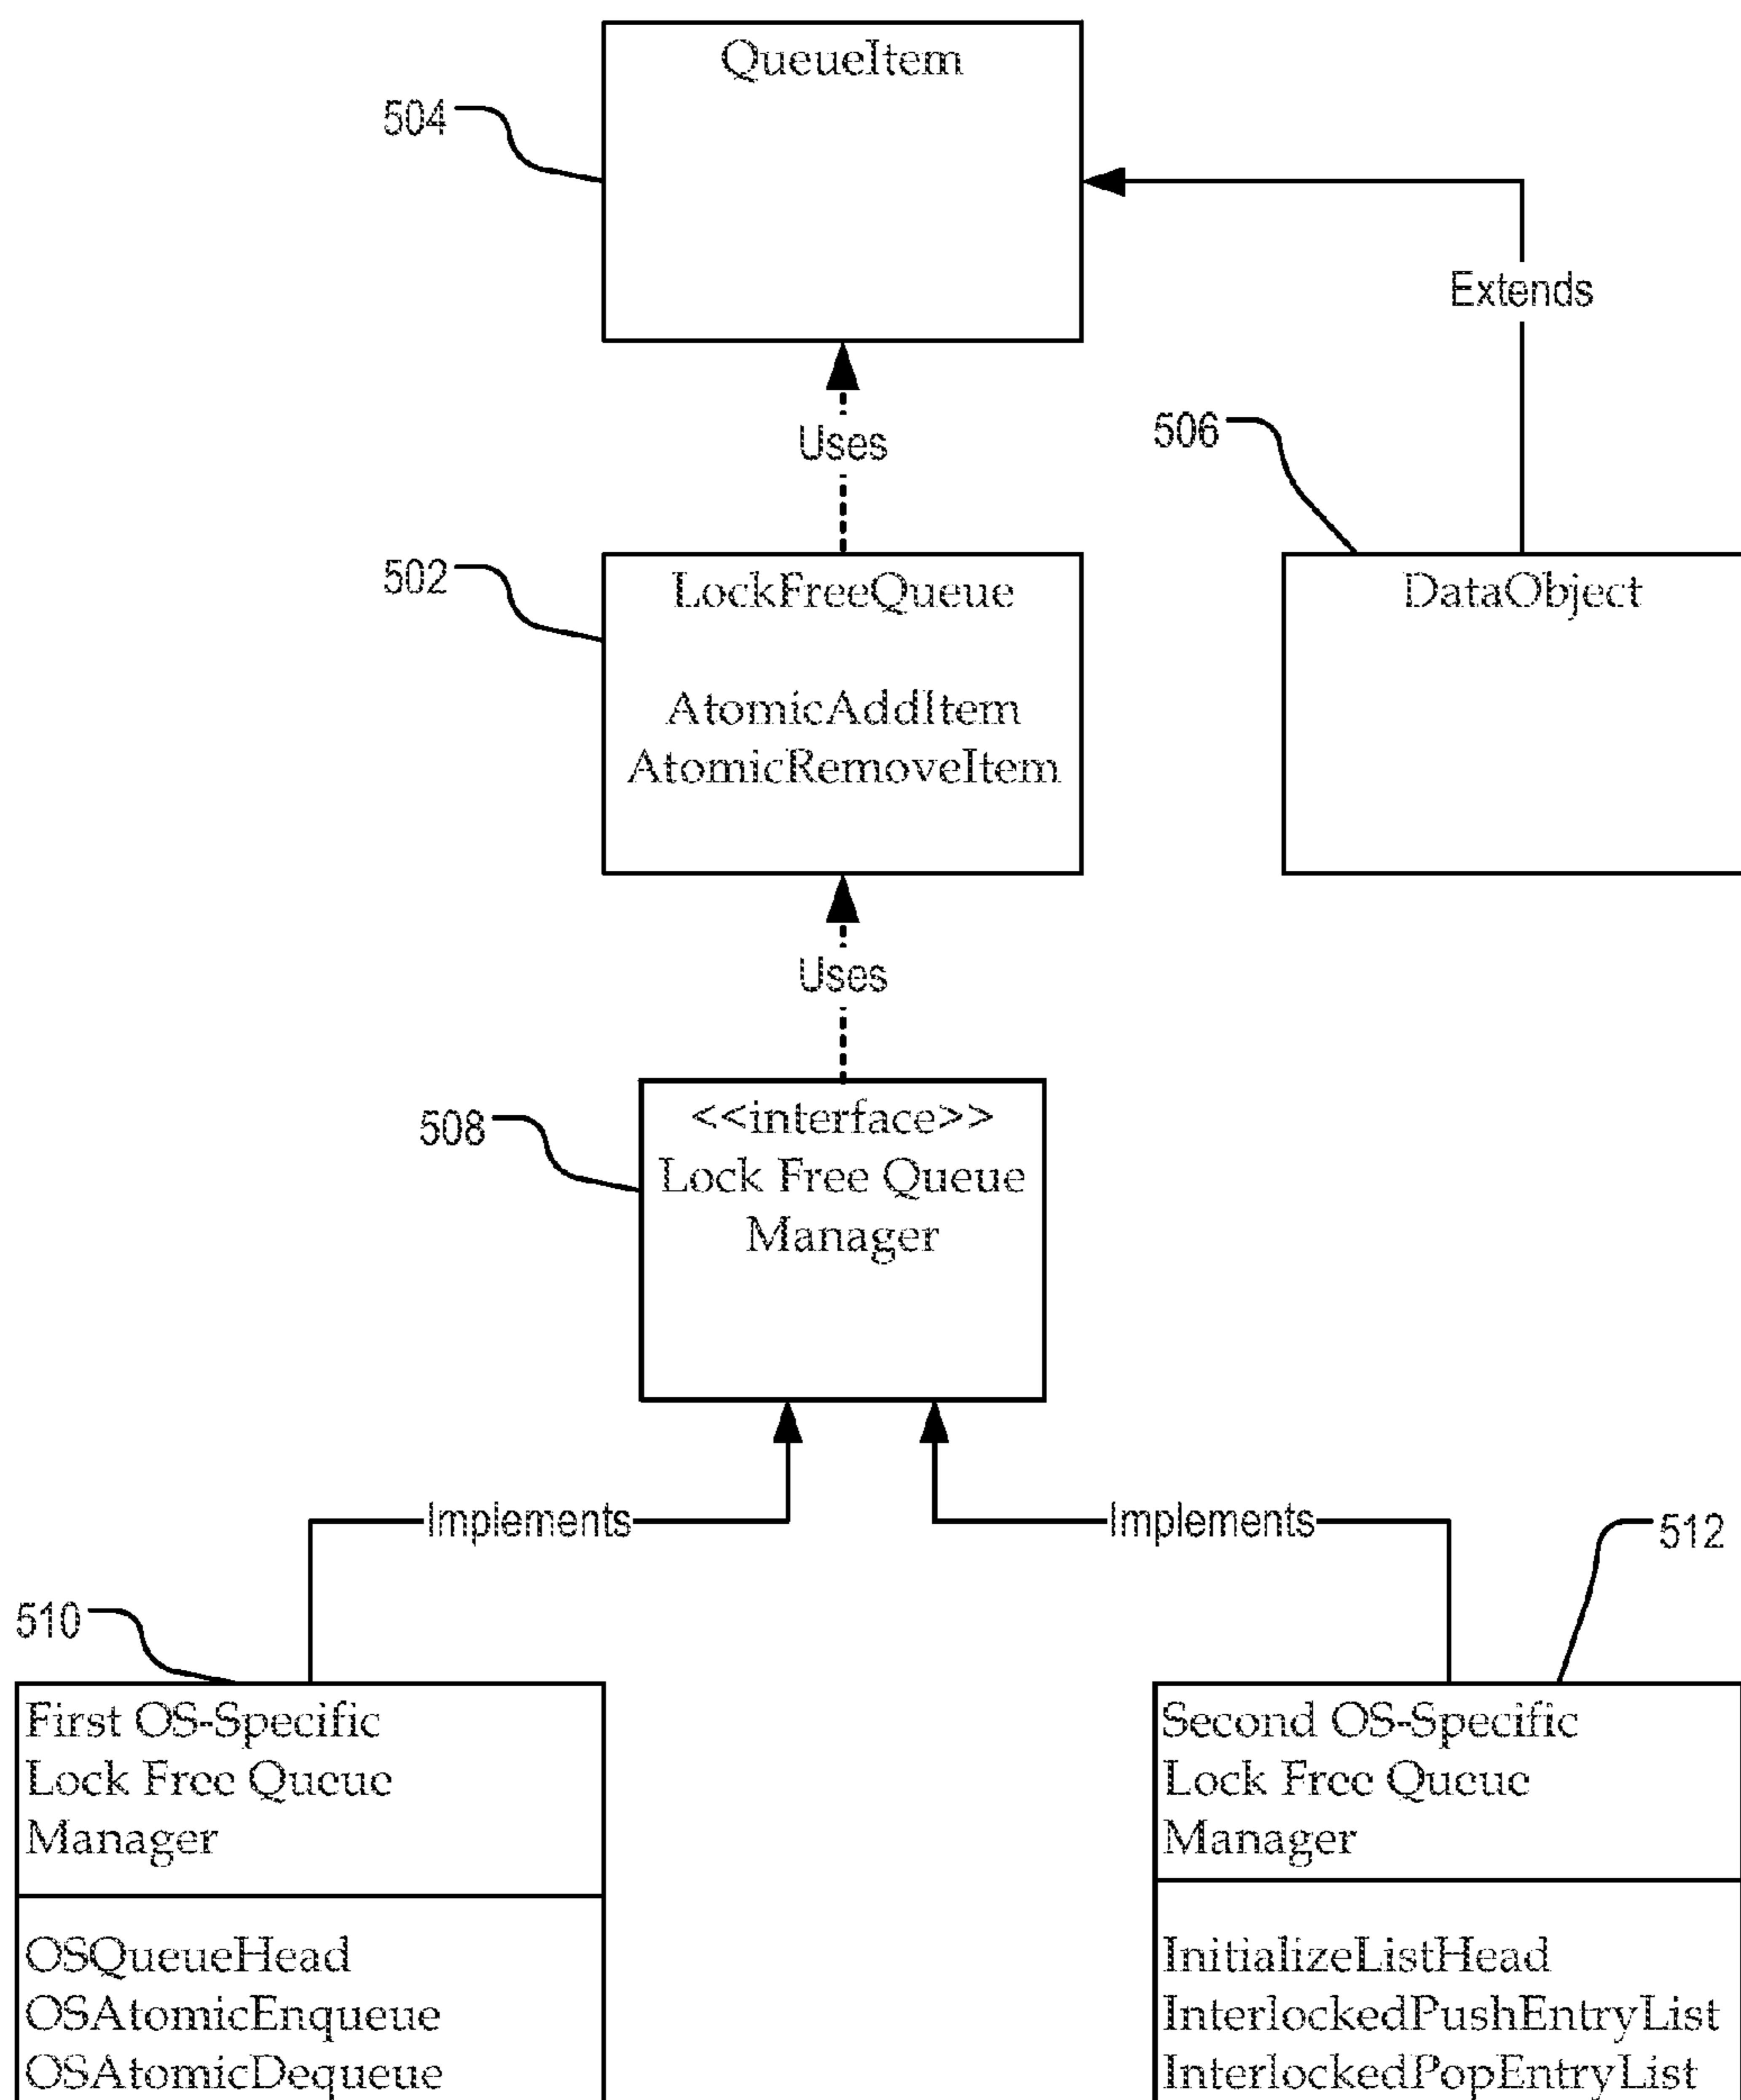 QueueItem
504
Extends
Uses
506
502
LockFreeQueue
DataObject
AtomicAddItem
AtomicRemoveItem
Uses
508
<<interface>>
Lock Free Queue
Manager
Implements
Implements
512
510
First OS-Specific
Lock Free Queue
Manager
Second OS-Specific
Lock Free Queue
Manager
OSQueueHead
OSAtomicEnqueue
OSAtomicDequeue
InitializeListHead
InterlockedPushEntryList
InterlockedPopEntryList